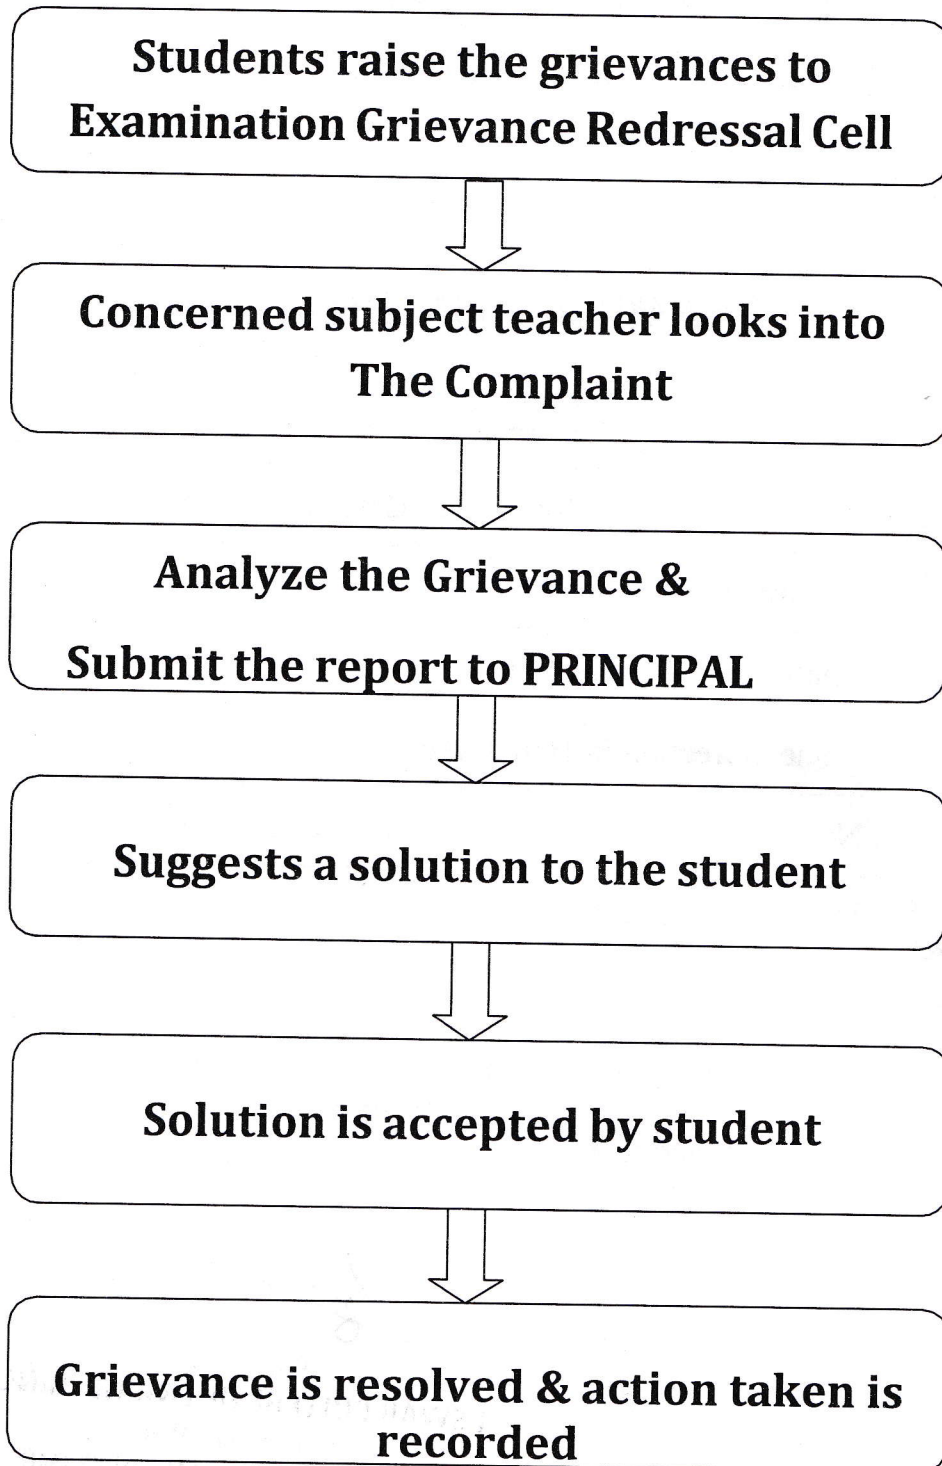 Students raise the grievances to
Examination Grievance Redressal Cell
Concerned subject teacher looks into
The Complaint
Analyze the Grievance &
Submit the report to PRINCIPAL
Suggests a solution to the student
Solution is accepted by student
Grievance is resolved & action taken is
recorded